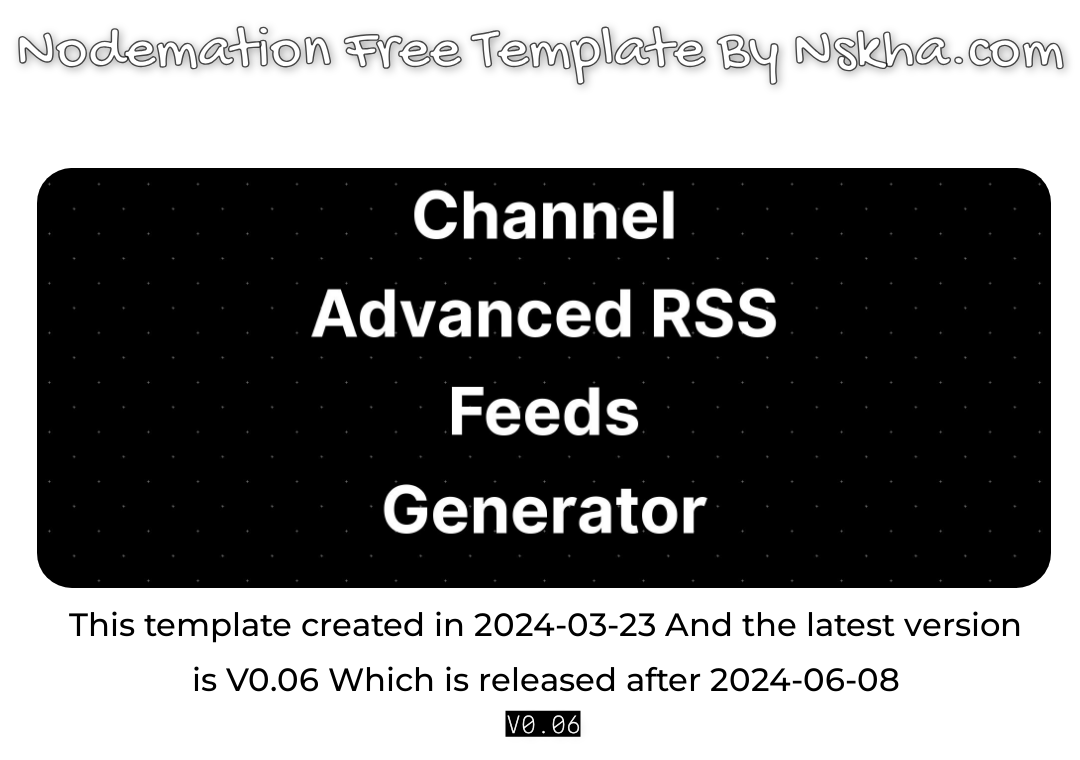 Nodemation Free Template By Nskha.com
Channel
Advanced RSS
Feeds
Generator
This template created in 2024-03-23 And the latest version
is V0.06 Which is released after 2024-06-08
V0.06